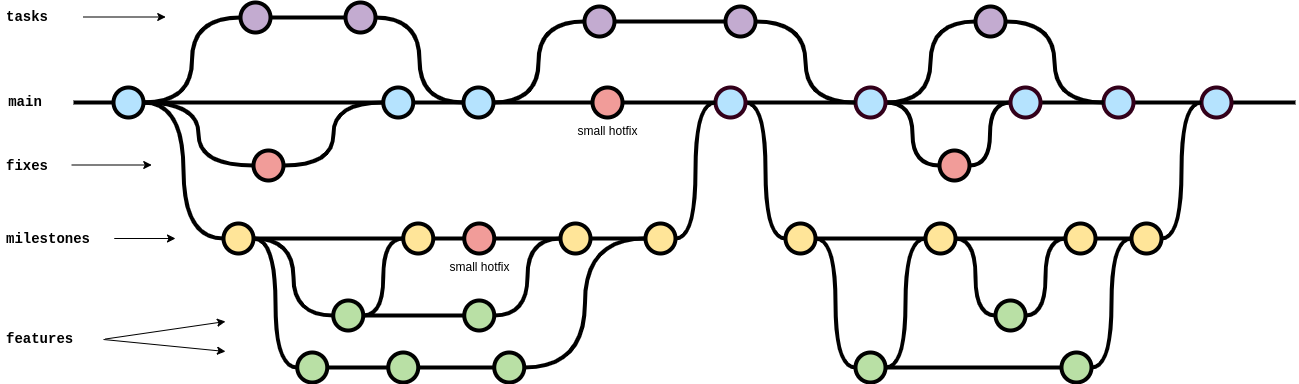 tasks
main
small hotfix
fixes
milestones
small hotfix
features